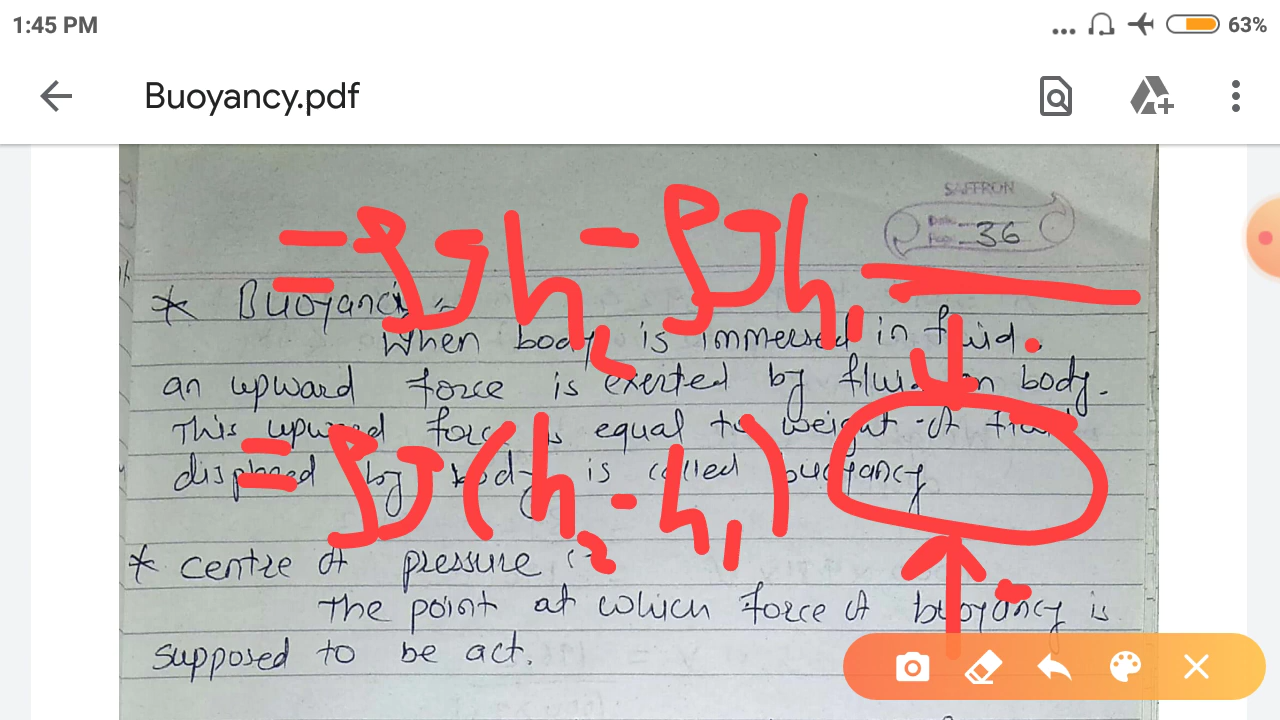 1:45 PM
... 63%
Buoyancy.pdf
SAFFRON
36
= ρgh₂ - ρgh₁
* Buoyancy :-
When body is immersed in fluid.
an upward force is exerted by fluid on body.
This upward force is equal to weight of fluid
displaced by body is called buoyancy
= ρg(h₂ - h₁)
* centre of pressure :-
The point at which force of buoyancy is
supposed to be act.